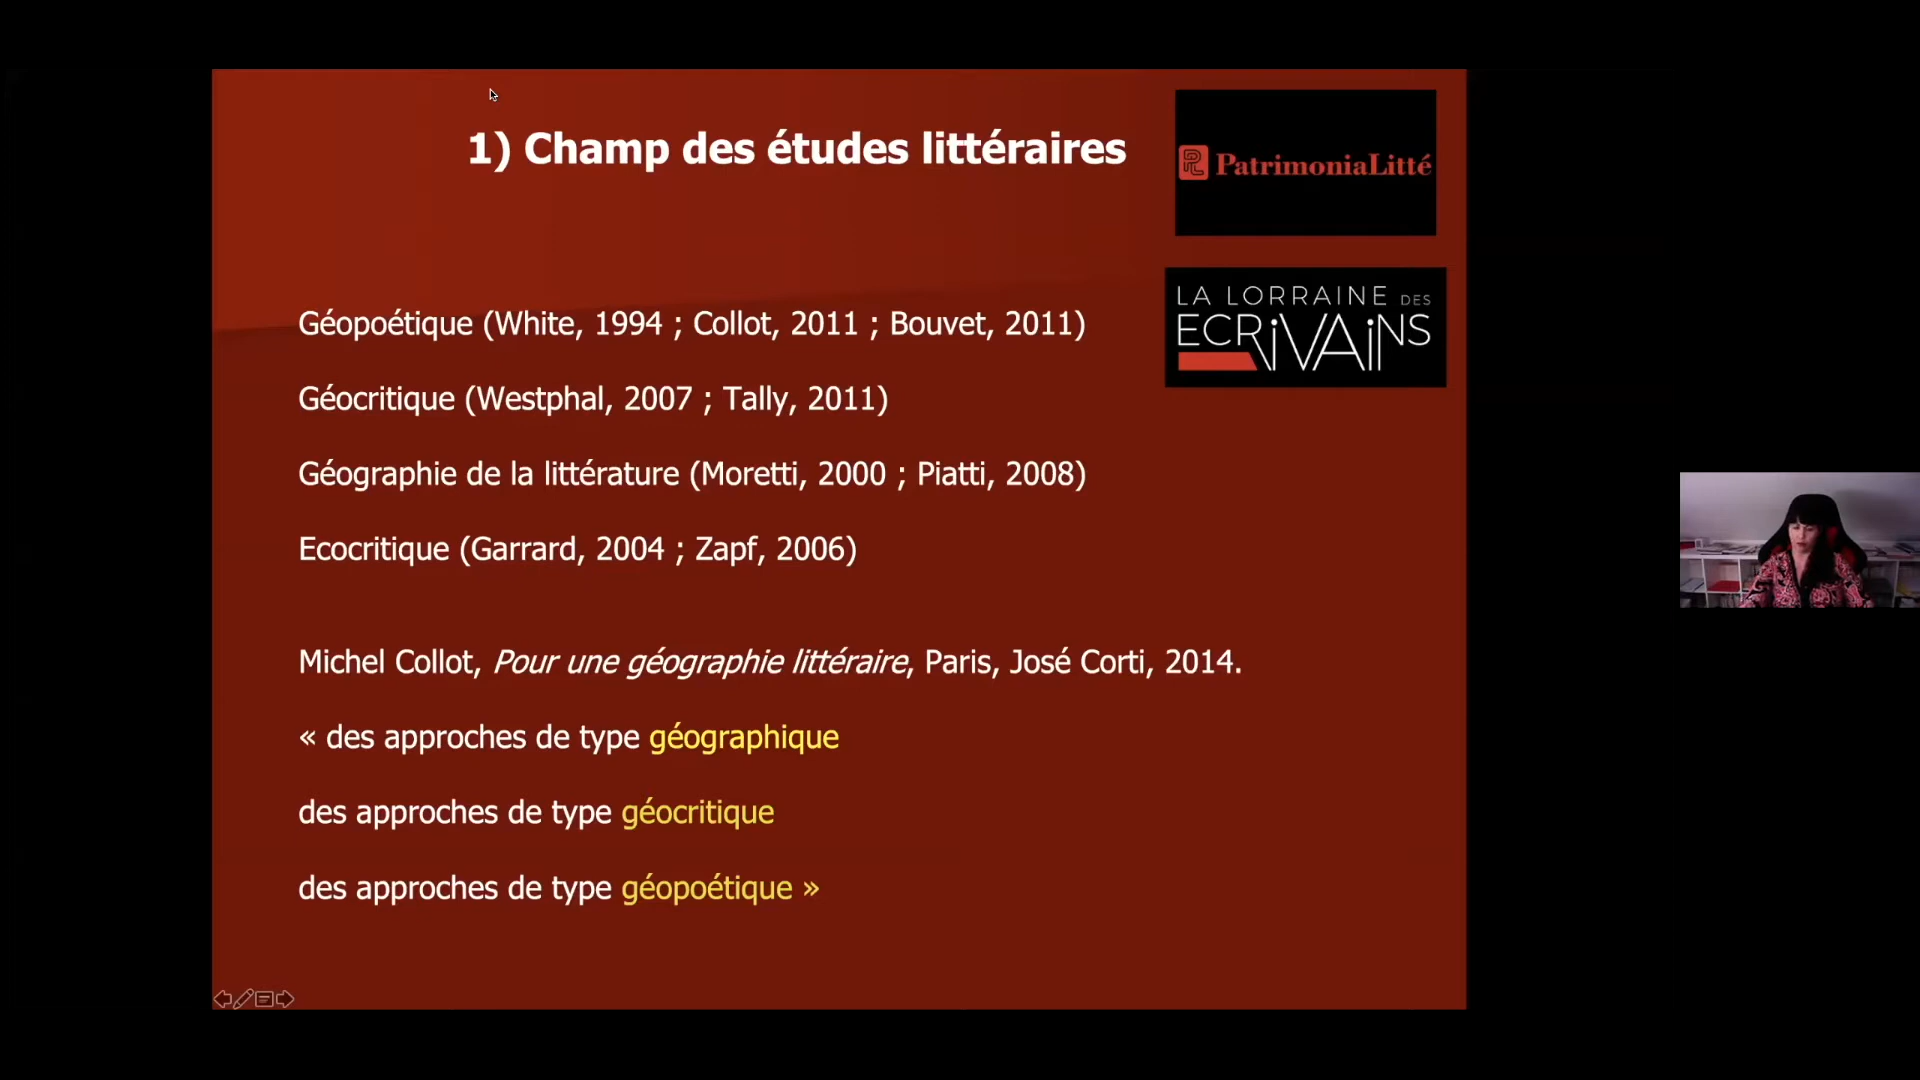 1) Champ des études littéraires
PatrimoniaLitté
LA LORRAINE DES
ECRiVAiNS
Géopoétique (White, 1994 ; Collot, 2011 ; Bouvet, 2011)
Géocritique (Westphal, 2007 ; Tally, 2011)
Géographie de la littérature (Moretti, 2000 ; Piatti, 2008)
Ecocritique (Garrard, 2004 ; Zapf, 2006)
Michel Collot, Pour une géographie littéraire, Paris, José Corti, 2014.
« des approches de type géographique
des approches de type géocritique
des approches de type géopoétique »